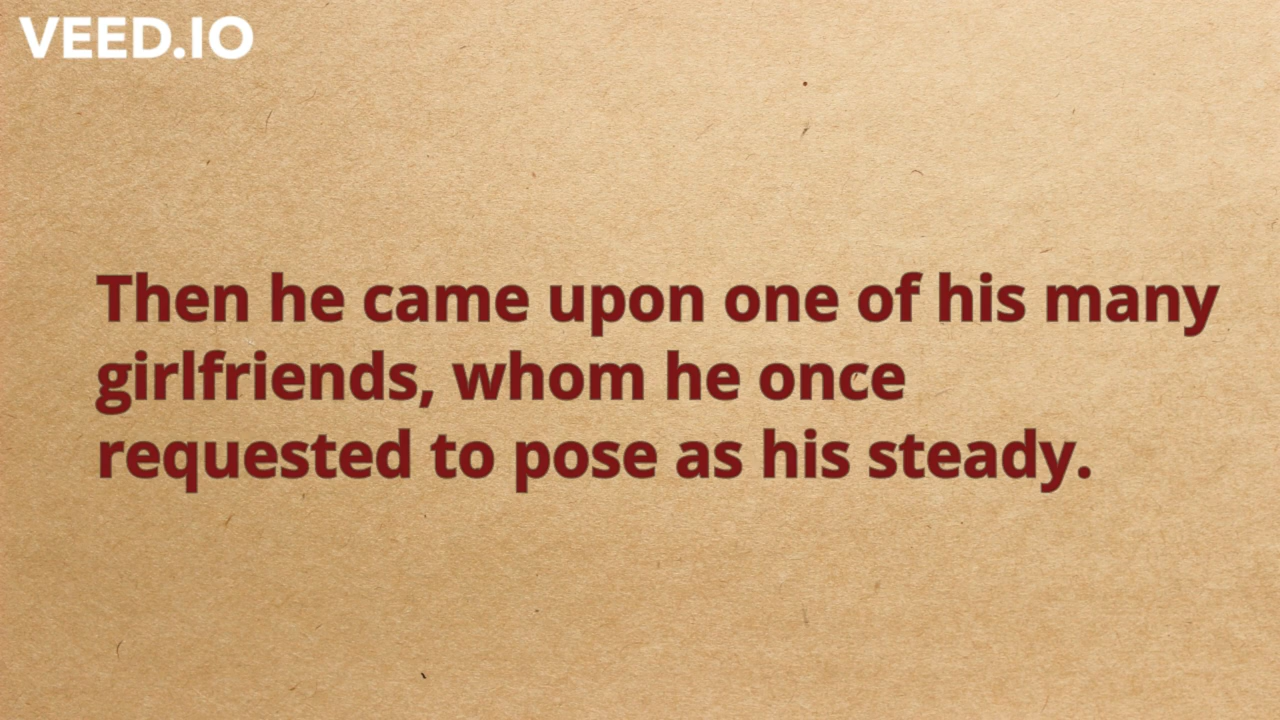 VEED.IO
Then he came upon one of his many
girlfriends, whom he once
requested to pose as his steady.